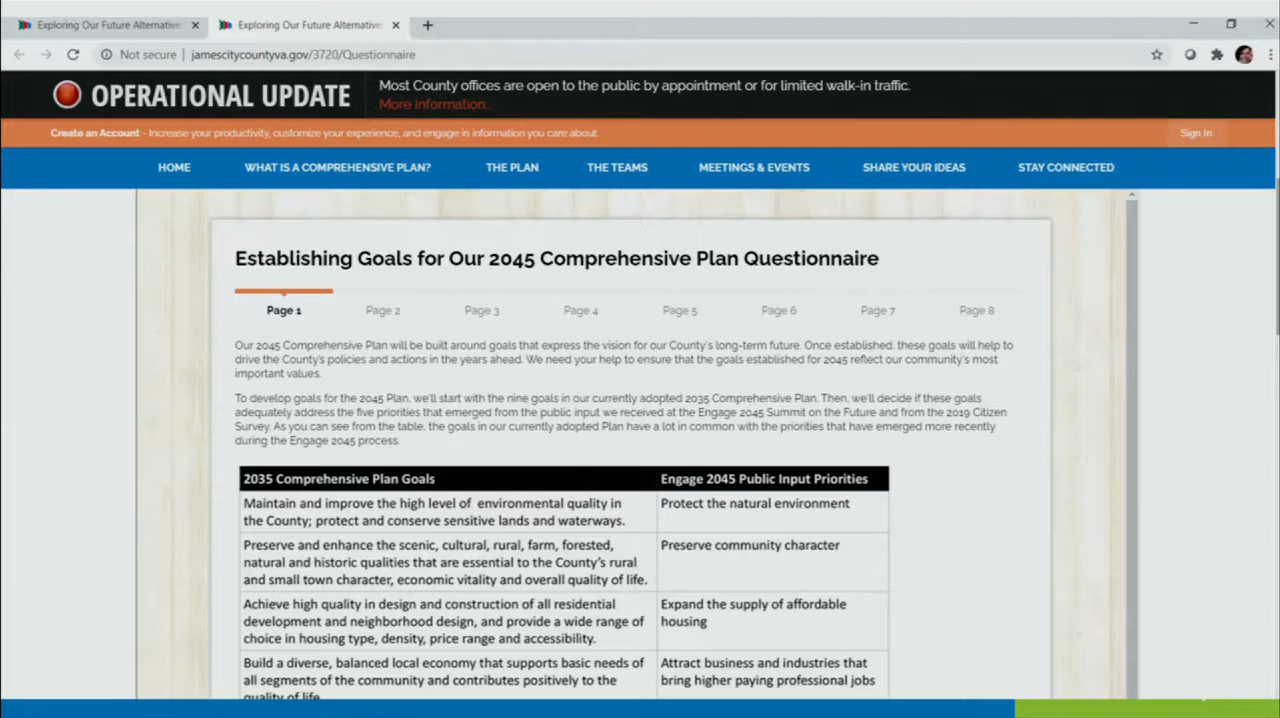 Exploring Our Future Alternative
Exploring Our Future Alternative
Not secure | jamescitycountyva.gov/3720/Questionnaire
OPERATIONAL UPDATE
Most County offices are open to the public by appointment or for limited walk-in traffic.
More Information...
Create an Account - Increase your productivity, customize your experience, and engage in information you care about.
Sign In
HOME
WHAT IS A COMPREHENSIVE PLAN?
THE PLAN
THE TEAMS
MEETINGS & EVENTS
SHARE YOUR IDEAS
STAY CONNECTED
Establishing Goals for Our 2045 Comprehensive Plan Questionnaire
Page 1
Page 2
Page 3
Page 4
Page 5
Page 6
Page 7
Page 8
Our 2045 Comprehensive Plan will be built around goals that express the vision for our County's long-term future. Once established, these goals will help to
drive the County's policies and actions in the years ahead. We need your help to ensure that the goals established for 2045 reflect our community's most
important values.
To develop goals for the 2045 Plan, we'll start with the nine goals in our currently adopted 2035 Comprehensive Plan. Then, we'll decide if these goals
adequately address the five priorities that emerged from the public input we received at the Engage 2045 Summit on the Future and from the 2019 Citizen
Survey. As you can see from the table, the goals in our currently adopted Plan have a lot in common with the priorities that have emerged more recently
during the Engage 2045 process.
2035 Comprehensive Plan Goals
Engage 2045 Public Input Priorities
Maintain and improve the high level of environmental quality in
the County; protect and conserve sensitive lands and waterways.
Protect the natural environment
Preserve and enhance the scenic, cultural, rural, farm, forested,
natural and historic qualities that are essential to the County's rural
and small town character, economic vitality and overall quality of life.
Preserve community character
Achieve high quality in design and construction of all residential
development and neighborhood design, and provide a wide range of
choice in housing type, density, price range and accessibility.
Expand the supply of affordable
housing
Build a diverse, balanced local economy that supports basic needs of
all segments of the community and contributes positively to the
quality of life.
Attract business and industries that
bring higher paying professional jobs